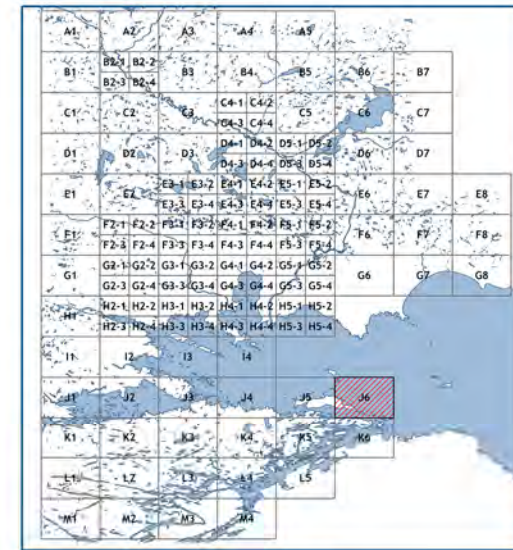 A1 A2 A3 A4 A5
B1 B2-1 B2-2 B3 B4 B5 B6 B7
B2-3 B2-4
C1 C2 C3 C4-1 C4-2 C5 C6 C7
C4-3 C4-4
D1 D2 D3 D4-1 D4-2 D5-1 D5-2 D6 D7
D4-3 D4-4 D5-3 D5-4
E1 E2 E3-1 E3-2 E4-1 E4-2 E5-1 E5-2 E6 E7 E8
E3-3 E3-4 E4-3 E4-4 E5-3 E5-4
F1 F2-1 F2-2 F3-1 F3-2 F4-1 F4-2 F5-1 F5-2 F6 F7 F8
F2-3 F2-4 F3-3 F3-4 F4-3 F4-4 F5-3 F5-4
G1 G2-1 G2-2 G3-1 G3-2 G4-1 G4-2 G5-1 G5-2 G6 G7 G8
G2-3 G2-4 G3-3 G3-4 G4-3 G4-4 G5-3 G5-4
H1 H2-1 H2-2 H3-1 H3-2 H4-1 H4-2 H5-1 H5-2
H2-3 H2-4 H3-3 H3-4 H4-3 H4-4 H5-3 H5-4
I1 I2 I3 I4
J1 J2 J3 J4 J5 J6
K1 K2 K3 K4 K5 K6
L1 L2 L3 L4 L5
M1 M2 M3 M4